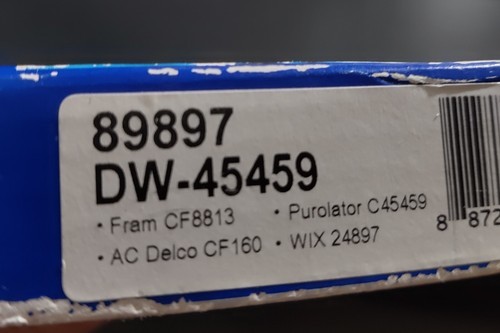 89897
DW-45459
• Fram CF8813 • Purolator C45459
• AC Delco CF160 • WIX 24897
8 872